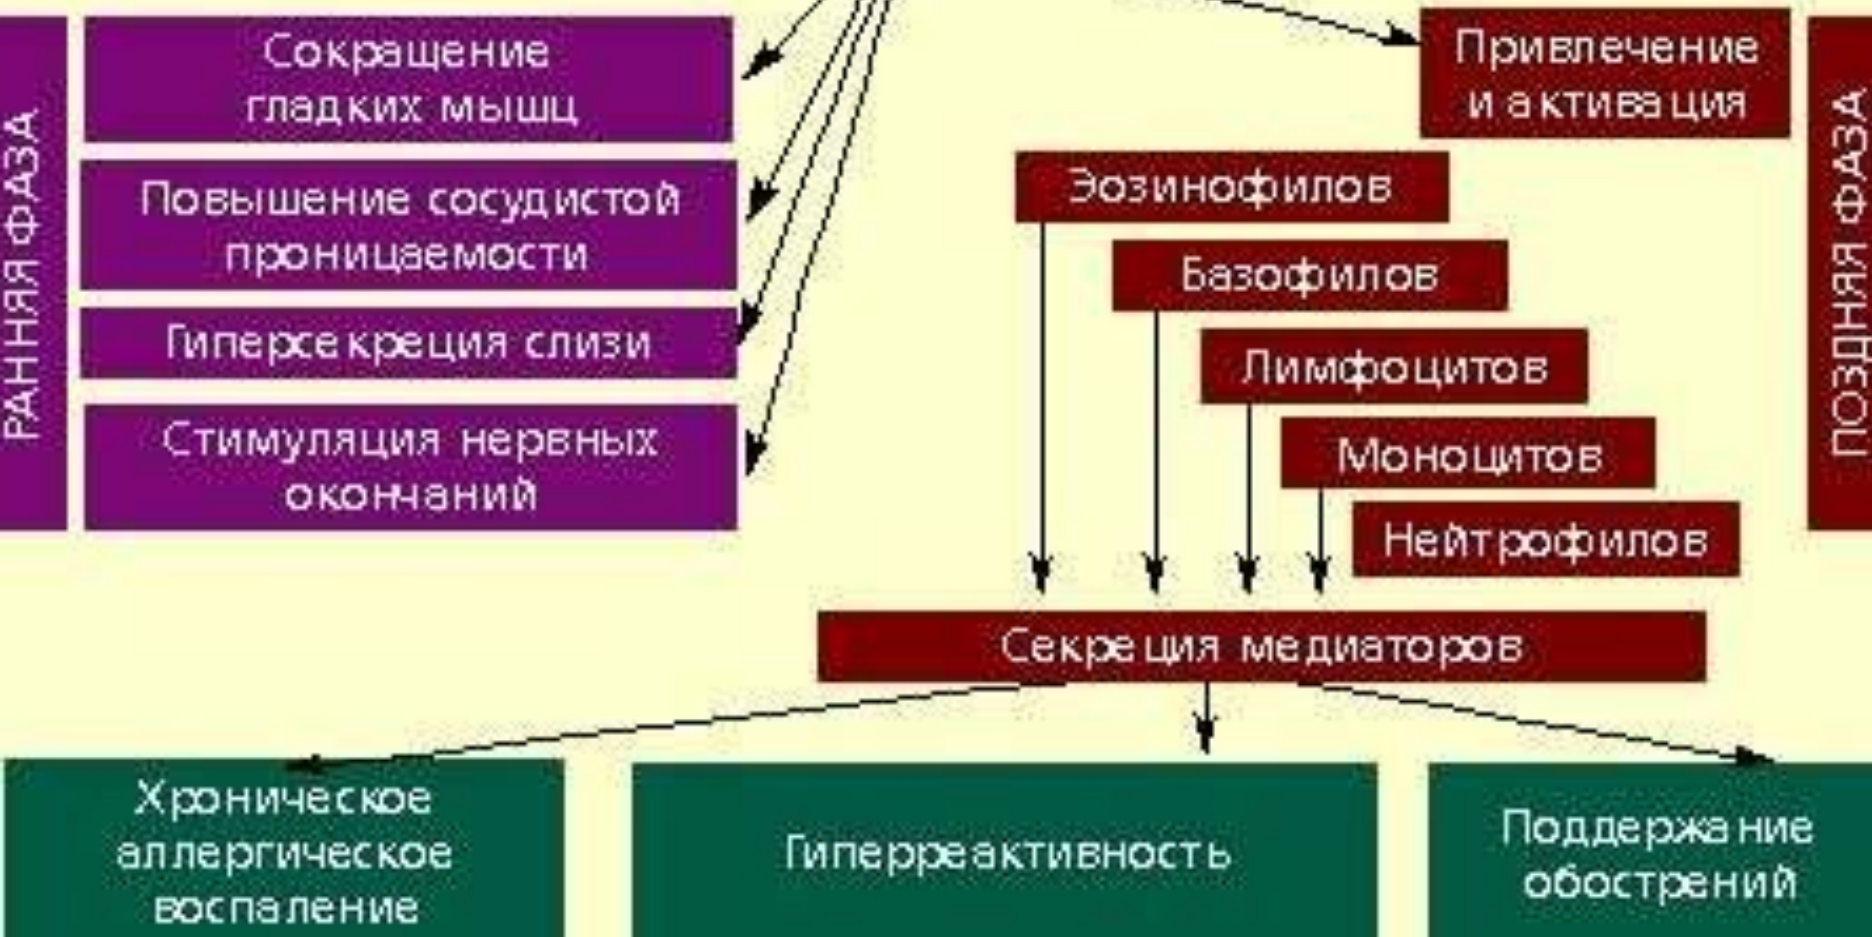 РАННЯЯ ФАЗА
Сокращение
гладких мышц
Повышение сосудистой
проницаемости
Гиперсекреция слизи
Стимуляция нервных
окончаний
Привлечение
и активация
Эозинофилов
Базофилов
Лимфоцитов
Моноцитов
Нейтрофилов
ПОЗДНЯЯ ФАЗА
Секреция медиаторов
Хроническое
аллергическое
воспаление
Гиперреактивность
Поддержание
обострений